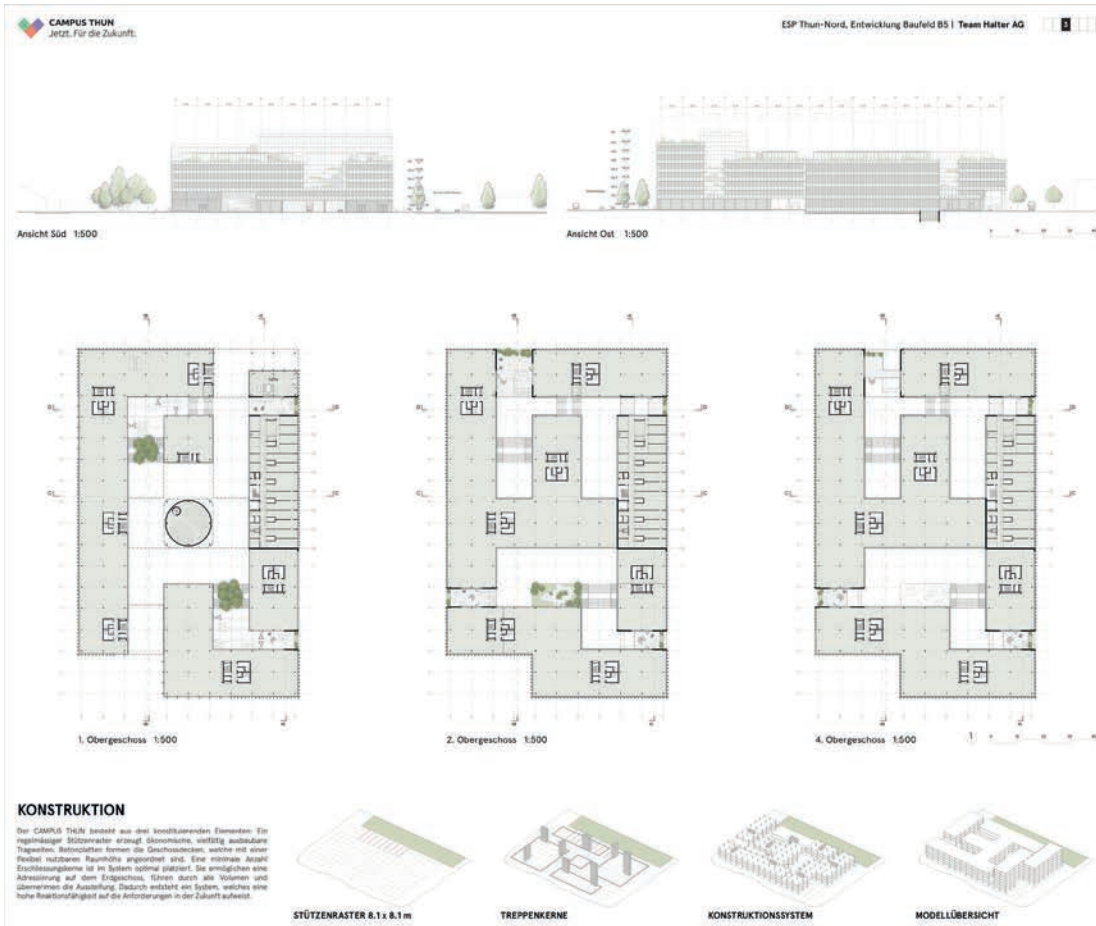 CAMPUS THUN
Jetzt. Für die Zukunft.
ESP Thun-Nord, Entwicklung Baufeld B5 | Team Halter AG
3
Ansicht Süd 1:500
Ansicht Ost 1:500
D
D
D
D
D
D
C
C
C
C
C
C
1. Obergeschoss 1:500
2. Obergeschoss 1:500
4. Obergeschoss 1:500
KONSTRUKTION
Der CAMPUS THUN besteht aus drei konstituierenden Elementen: Ein
regelmässiger Stützenraster erzeugt ökonomische, vielfältig ausbaubare
Tragweiten. Betonplatten formen die Geschossdecken, welche mit einer
flexibel nutzbaren Raumhöhe angeordnet sind. Eine minimale Anzahl
Erschliessungskerne ist im System optimal platziert. Sie ermöglichen eine
Adressierung auf dem Erdgeschoss, führen durch alle Volumen und
übernehmen die Aussteifung. Dadurch entsteht ein System, welches eine
hohe Reaktionsfähigkeit auf die Anforderungen in der Zukunft aufweist.
STÜTZENRASTER 8.1 x 8.1 m
TREPPENKERNE
KONSTRUKTIONSSYSTEM
MODELLÜBERSICHT